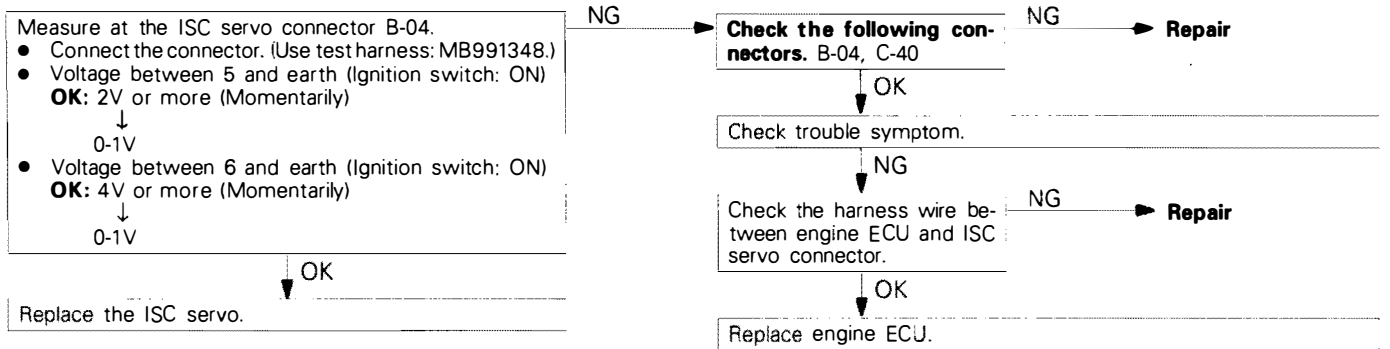 Measure at the ISC servo connector B-04.
● Connect the connector. (Use test harness: MB991348.)
● Voltage between 5 and earth (Ignition switch: ON)
OK: 2V or more (Momentarily)
↓
0-1V
● Voltage between 6 and earth (Ignition switch: ON)
OK: 4V or more (Momentarily)
↓
0-1V
OK
Replace the ISC servo.
NG
Check the following con-
nectors. B-04, C-40
NG
Repair
OK
Check trouble symptom.
NG
Check the harness wire be-
tween engine ECU and ISC
servo connector.
NG
Repair
OK
Replace engine ECU.